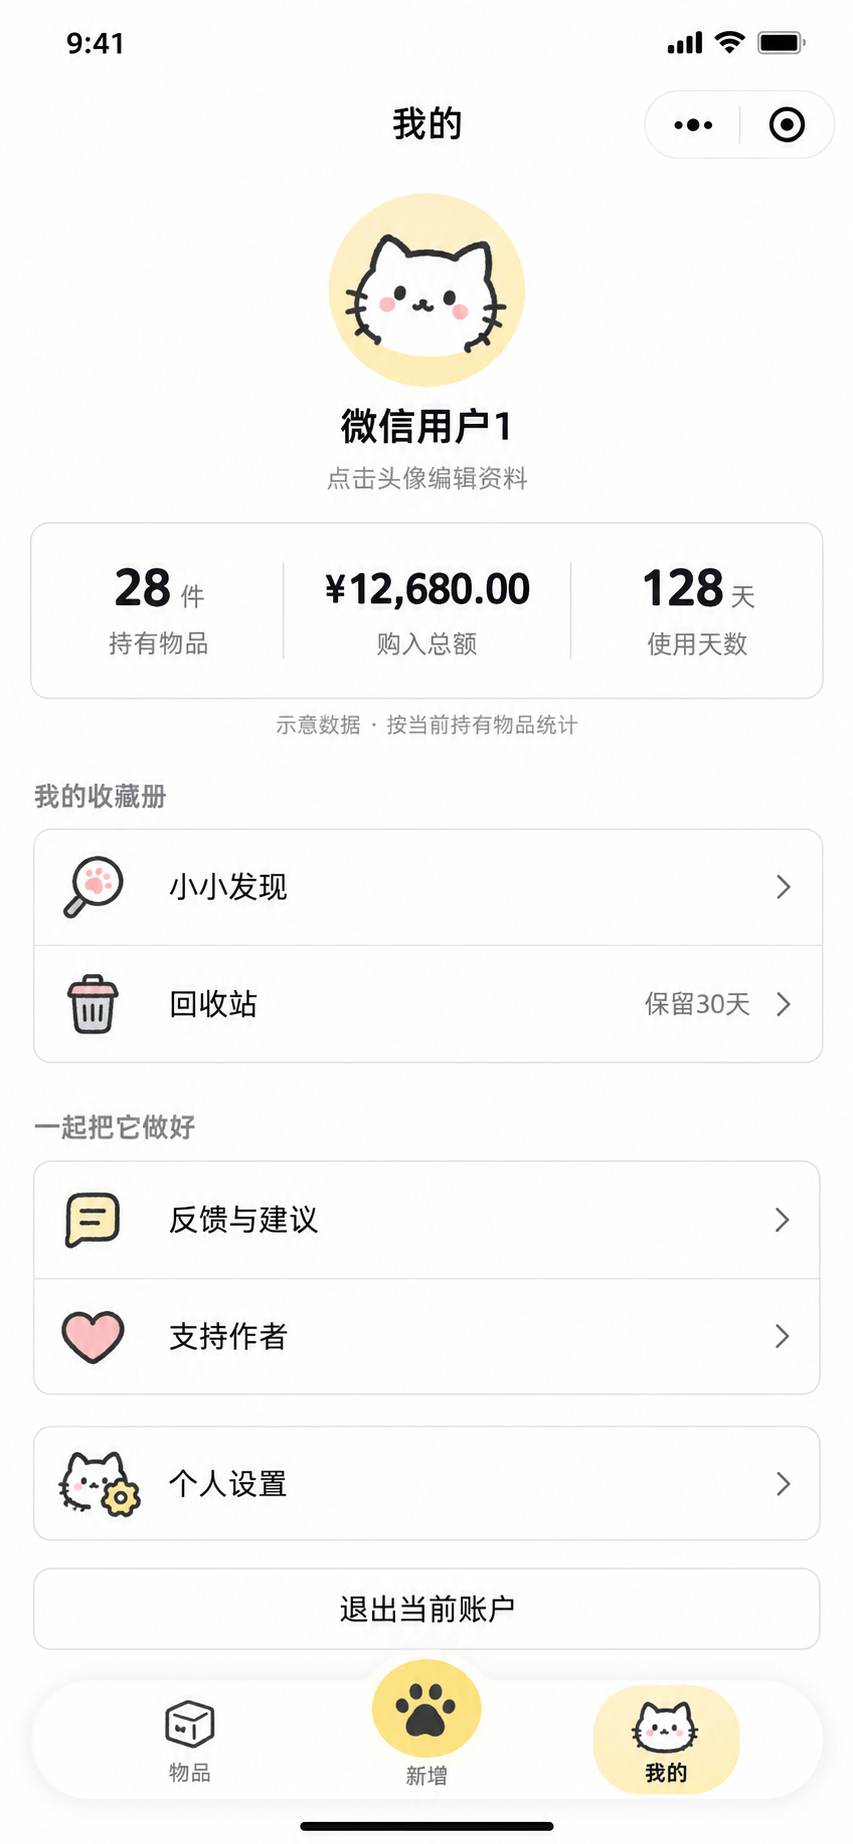 9:41
我的
微信用户1
点击头像编辑资料
28 件
持有物品
¥12,680.00
购入总额
128 天
使用天数
示意数据 · 按当前持有物品统计
我的收藏册
小小发现
回收站 保留30天
一起把它做好
反馈与建议
支持作者
个人设置
退出当前账户
物品
新增
我的